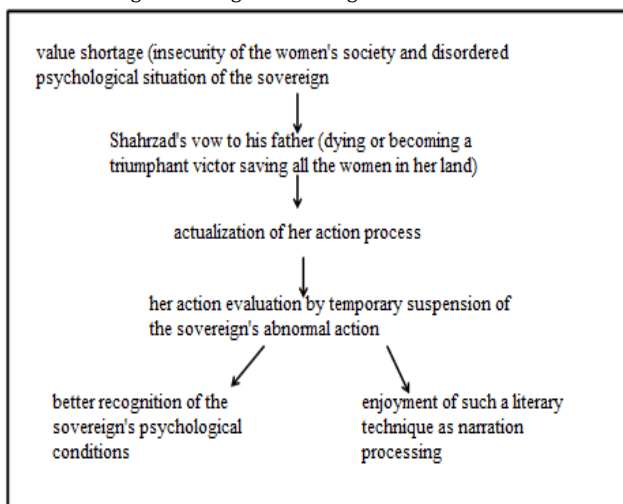 value shortage (insecurity of the women's society and disordered
psychological situation of the sovereign
Shahrzad's vow to his father (dying or becoming a
triumphant victor saving all the women in her land)
actualization of her action process
her action evaluation by temporary suspension of
the sovereign's abnormal action
better recognition of the
sovereign's psychological
conditions
enjoyment of such a literary
technique as narration
processing